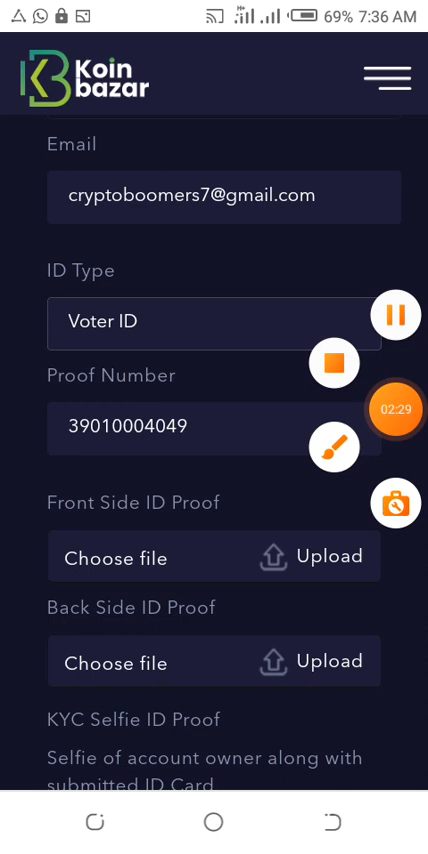 69% 7:36 AM
Koin
bazar
Email
cryptoboomers7@gmail.com
ID Type
Voter ID
Proof Number
02:29
39010004049
Front Side ID Proof
Choose file Upload
Back Side ID Proof
Choose file Upload
KYC Selfie ID Proof
Selfie of account owner along with
submitted ID Card